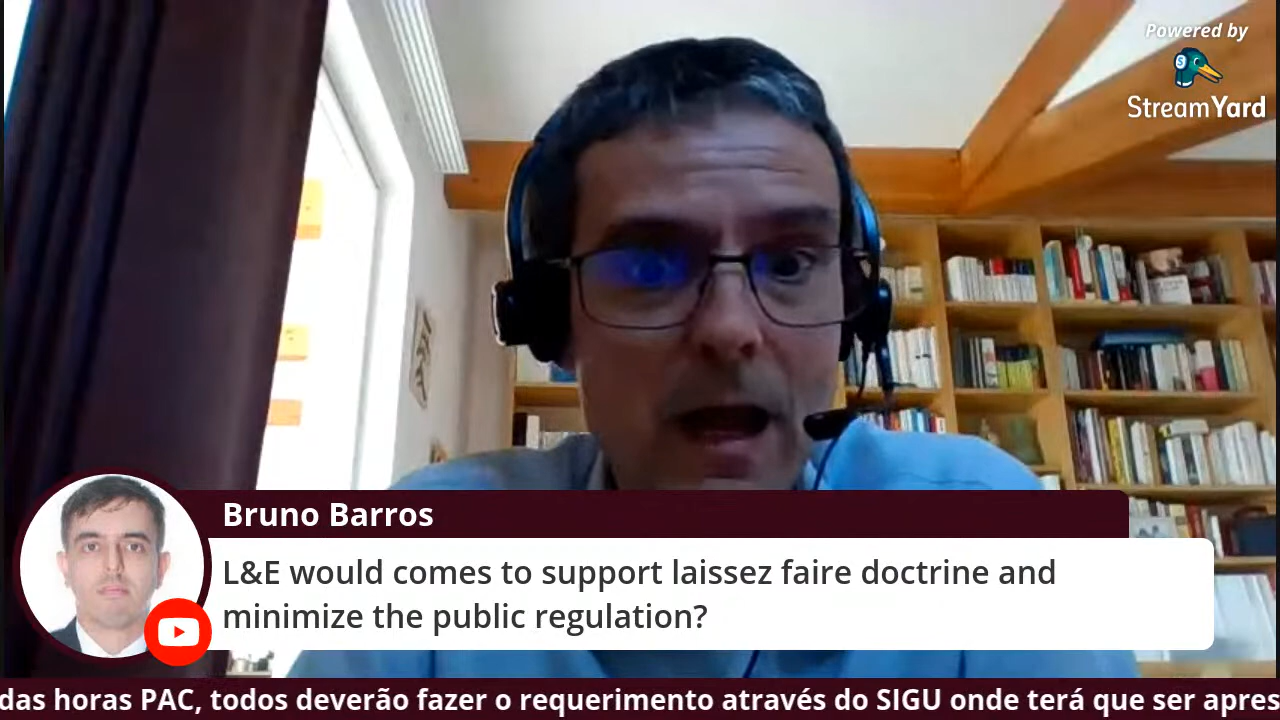 Powered by
StreamYard
Bruno Barros
L&E would comes to support laissez faire doctrine and
minimize the public regulation?
das horas PAC, todos deverão fazer o requerimento através do SIGU onde terá que ser apres